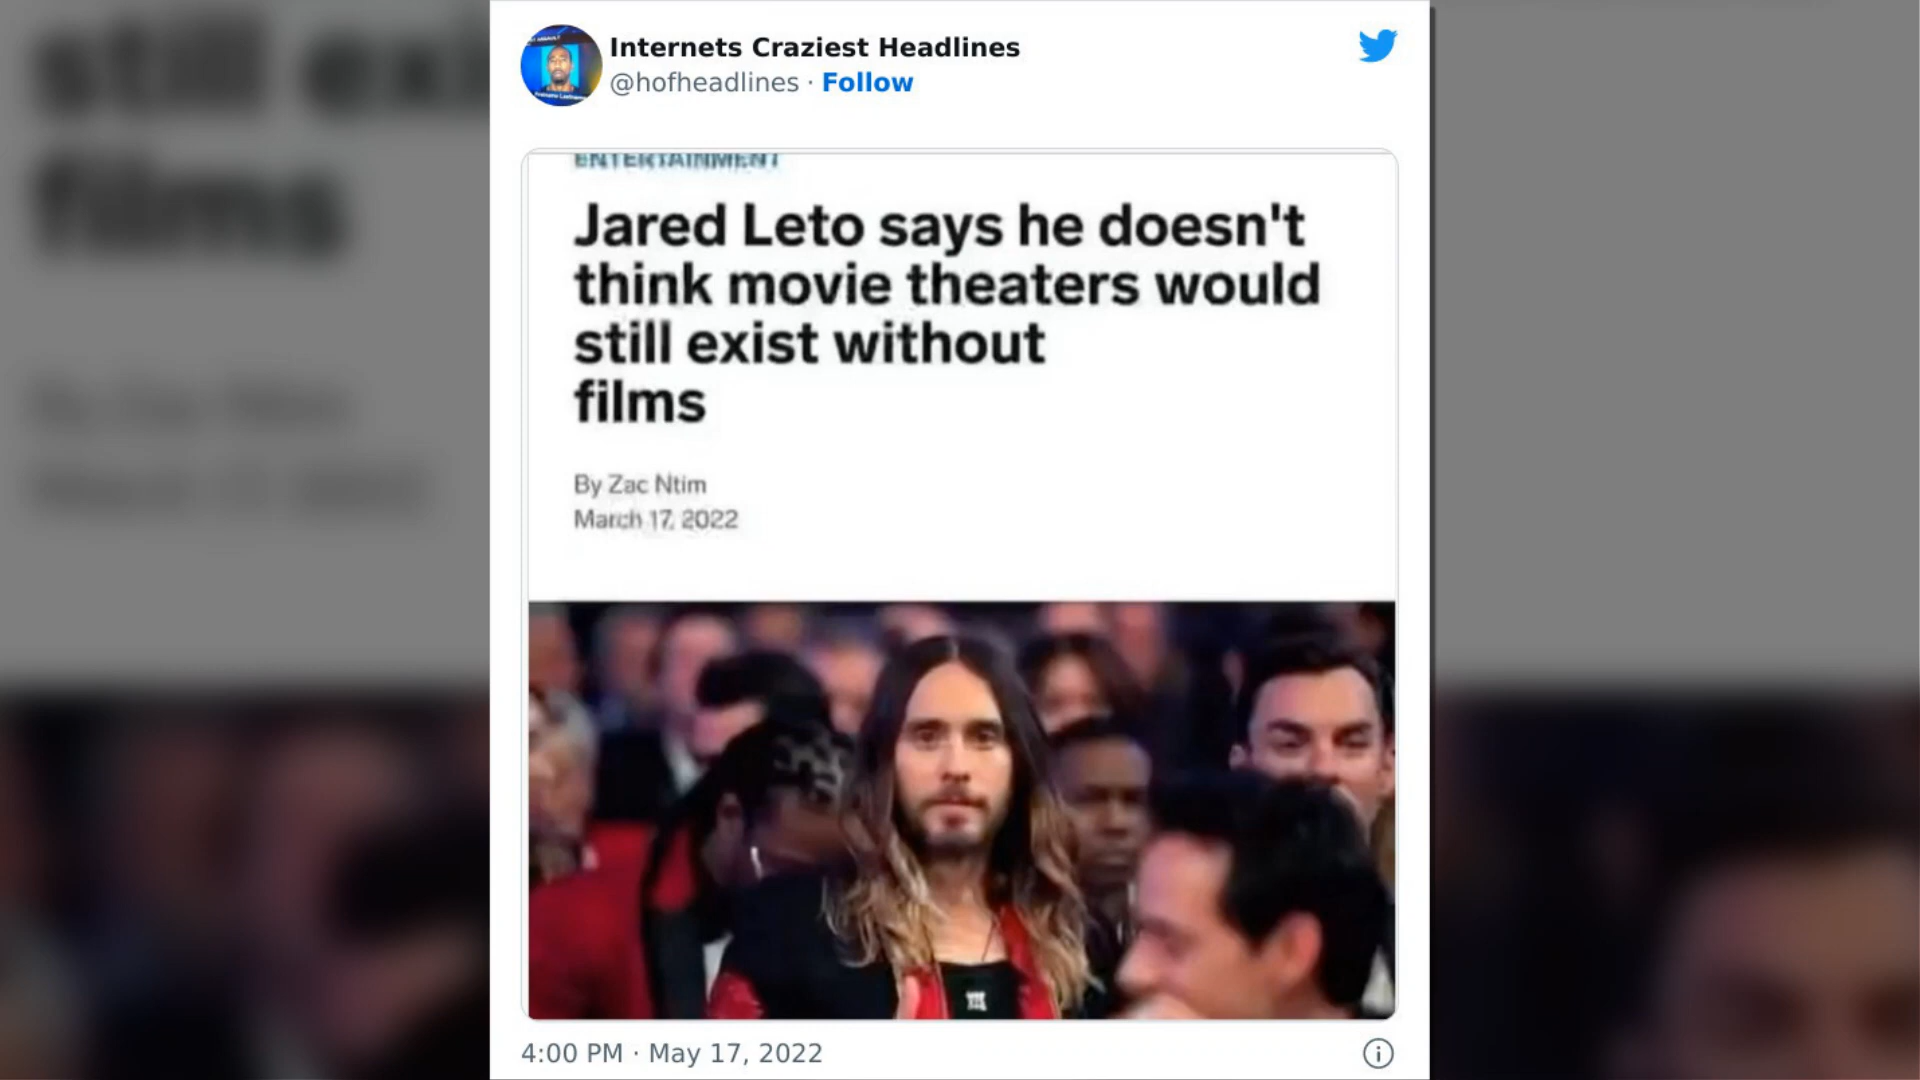 Internets Craziest Headlines
@hofheadlines · Follow
ENTERTAINMENT
Jared Leto says he doesn't
think movie theaters would
still exist without
films
By Zac Ntim
March 17, 2022
4:00 PM · May 17, 2022